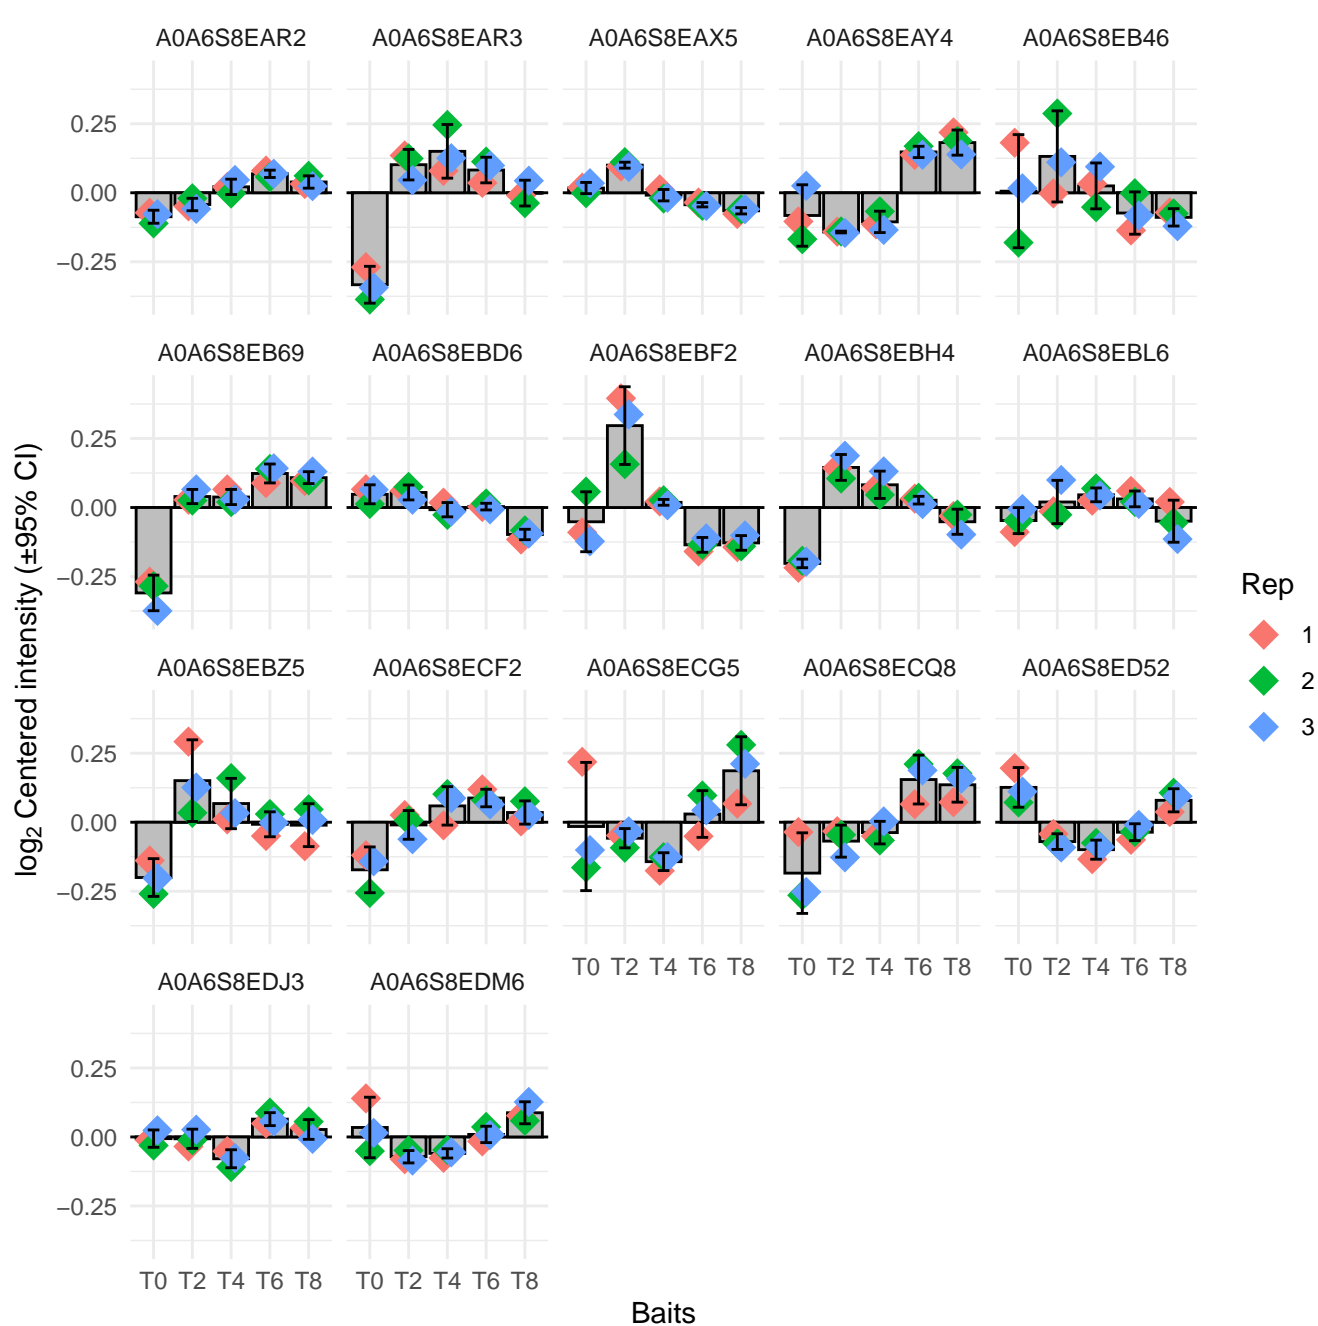 A0A6S8EAR2 A0A6S8EAR3 A0A6S8EAX5 A0A6S8EAY4 A0A6S8EB46
0.25
0.00
−0.25
A0A6S8EB69 A0A6S8EBD6 A0A6S8EBF2 A0A6S8EBH4 A0A6S8EBL6
0.25
0.00
−0.25
A0A6S8EBZ5 A0A6S8ECF2 A0A6S8ECG5 A0A6S8ECQ8 A0A6S8ED52
0.25
0.00
−0.25
T0 T2 T4 T6 T8 T0 T2 T4 T6 T8 T0 T2 T4 T6 T8
A0A6S8EDJ3 A0A6S8EDM6
0.25
0.00
−0.25
T0 T2 T4 T6 T8 T0 T2 T4 T6 T8
Baits
log2 Centered intensity (±95% CI)
Rep
1
2
3